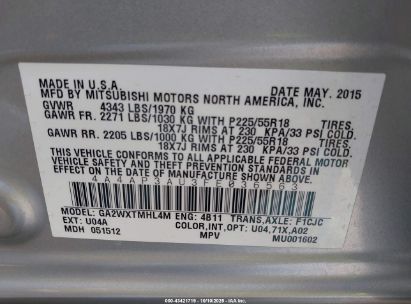 MADE IN U.S.A. DATE MAY. 2015
MFD BY MITSUBISHI MOTORS NORTH AMERICA, INC.
GVWR 4343 LBS/1970 KG
GAWR FR. 2271 LBS/1030 KG WITH P225/55R18 TIRES.
18X7J RIMS AT 230 KPA/33 PSI COLD.
GAWR RR. 2205 LBS/1000 KG WITH P225/55R18 TIRES.
18X7J RIMS AT 230 KPA/33 PSI COLD.
THIS VEHICLE CONFORMS TO ALL APPLICABLE FEDERAL MOTOR
VEHICLE SAFETY, BUMPER, AND THEFT PREVENTION STANDARDS IN
EFFECT ON THE DATE OF MANUFACTURE SHOWN ABOVE.
4A4AP3AU3FE036563
MODEL: GA2WXTMHL4M ENG: 4B11 TRANS,AXLE: F1CJC
EXT: U04A COLOR,INT,OPT: U04,71X,A02
MDH 051512 MPV MU001602